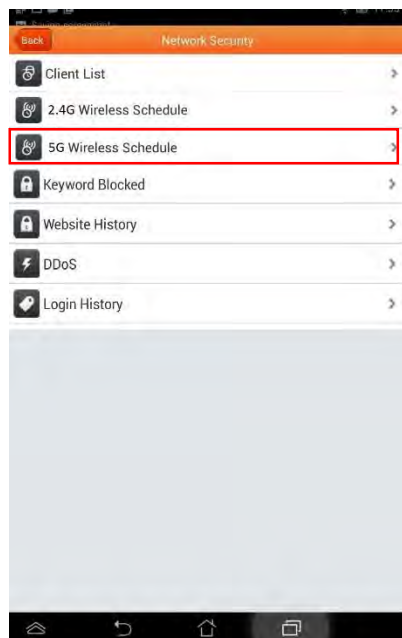 Back
Network Security
Client List
2.4G Wireless Schedule
5G Wireless Schedule
Keyword Blocked
Website History
DDoS
Login History